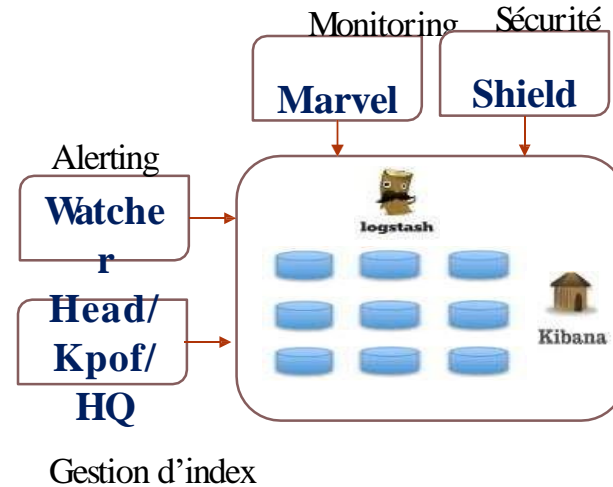 Monitoring
Sécurité
Marvel
Shield
Alerting
Watche
r
logstash
Kibana
Head/
Kpof/
HQ
Gestion d’index